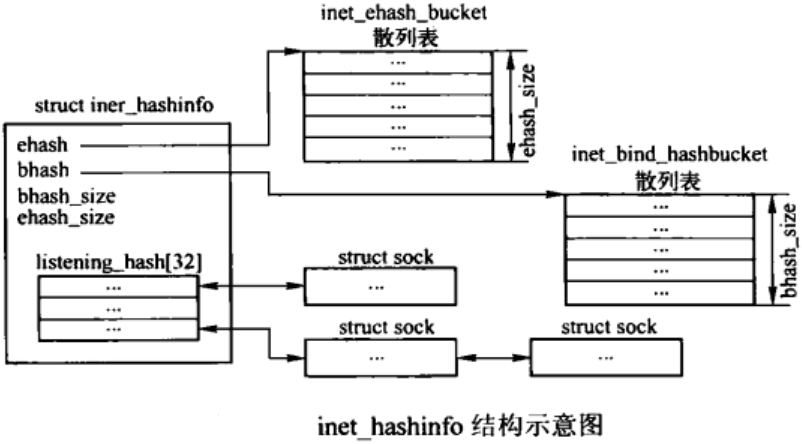 inet_ehash_bucket
散列表
...
...
...
...
...
ehash_size
struct iner_hashinfo
ehash
bhash
bhash_size
ehash_size
inet_bind_hashbucket
散列表
...
...
...
...
...
bhash_size
listening_hash[32]
...
...
...
struct sock
...
struct sock
...
struct sock
...
inet_hashinfo 结构示意图